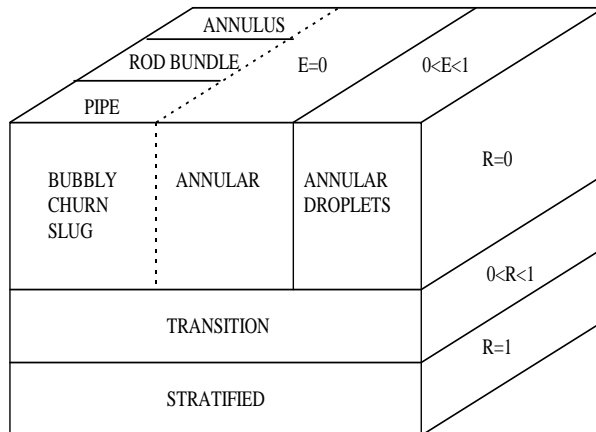 ANNULUS
ROD BUNDLE
E=0
0<E<1
PIPE
BUBBLY
CHURN
SLUG
ANNULAR
ANNULAR
DROPLETS
R=0
0<R<1
TRANSITION
R=1
STRATIFIED